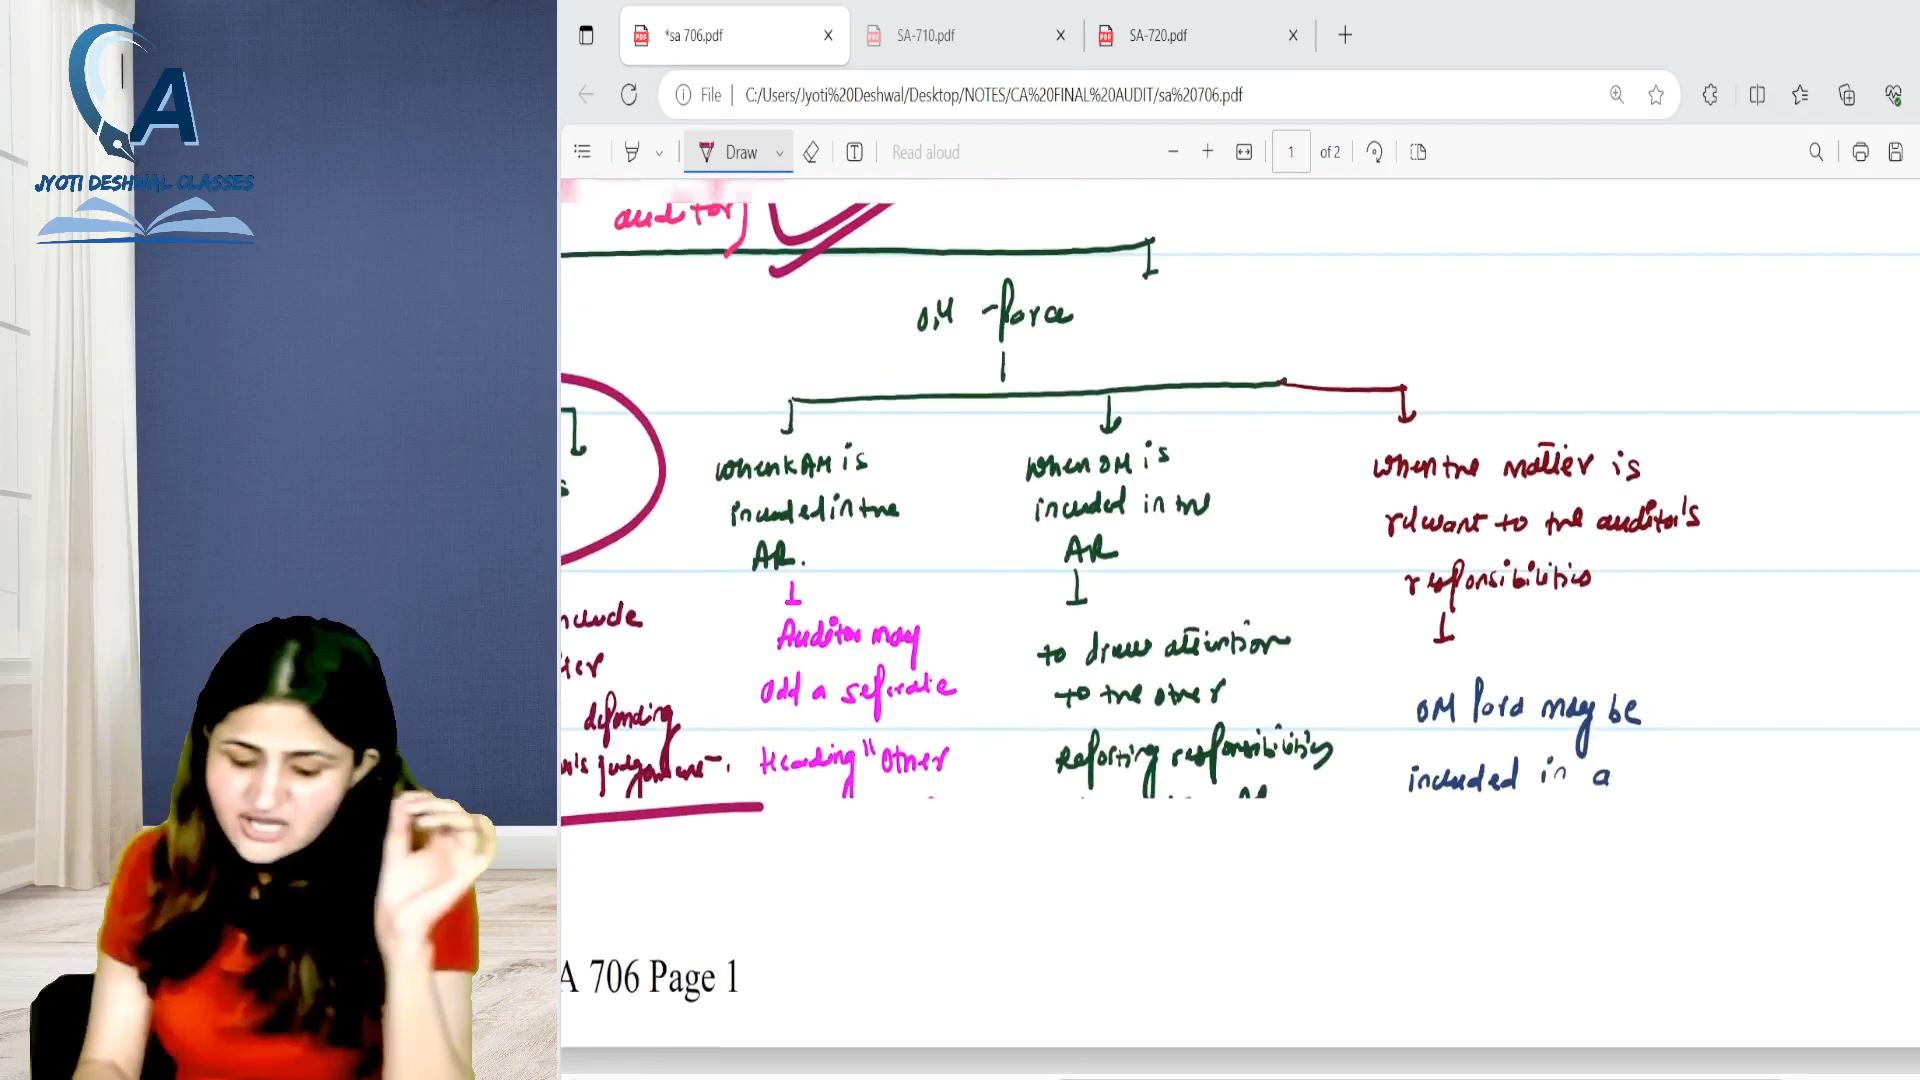 A
JYOTI DESHWAL CLASSES
*sa 706.pdf
SA-710.pdf
SA-720.pdf
File
C:/Users/Jyoti%20Deshwal/Desktop/NOTES/CA%20FINAL%20AUDIT/sa%20706.pdf
Draw
Read aloud
1
of 2
auditor)
O.M - Para
when KAM is
included in the
AR.
Auditor may
add a separate
Heading "Other
When OM is
included in the
AR
to draw attention
to the other
Reporting responsibilities
When the matter is
relevant to the auditor's
responsibilities
OM Para may be
included in a
nclude
depending
judgement.
A 706 Page 1